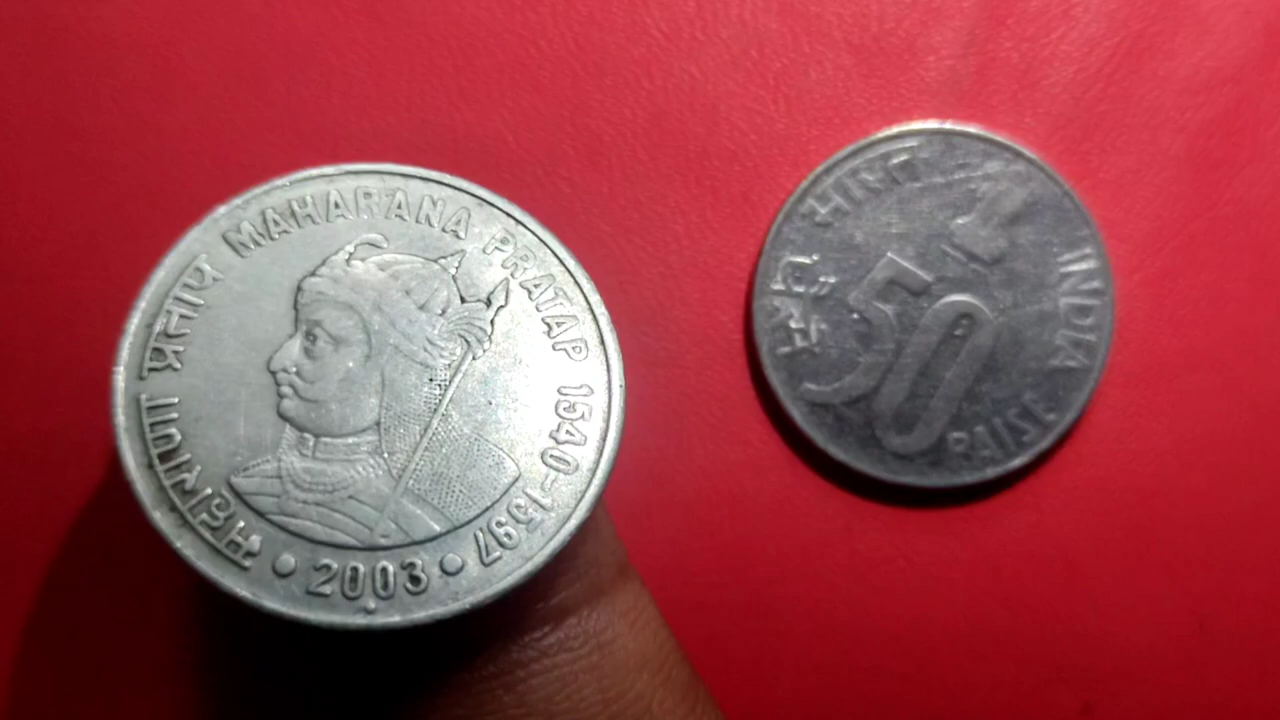 महाराणा प्रताप MAHARANA PRATAP 1540-1597
• 2003 •
भारत INDIA
पैसे 50 PAISE